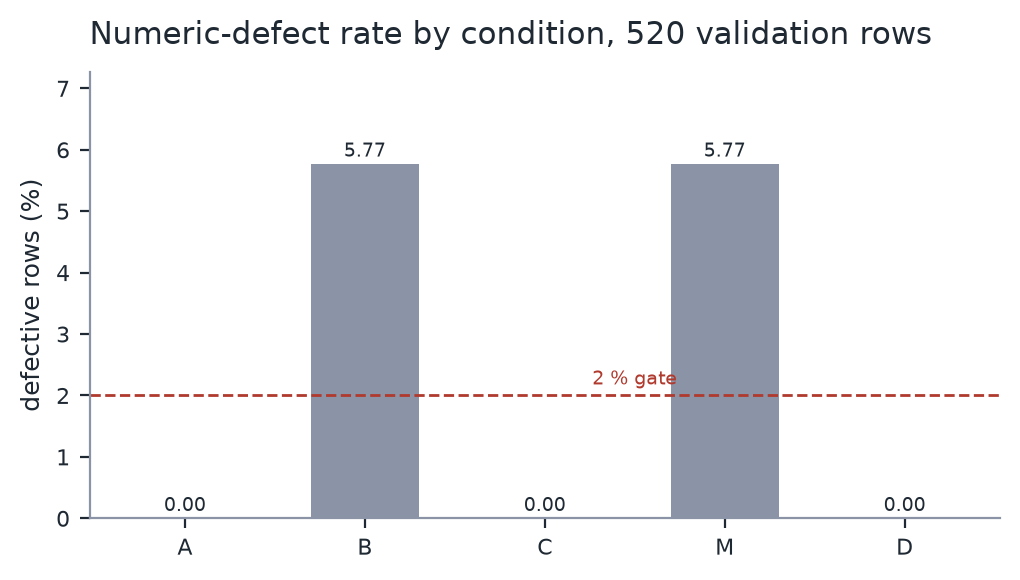 Numeric-defect rate by condition, 520 validation rows
defective rows (%)
7
6
5
4
3
2
1
0
5.77
5.77
2 % gate
0.00
0.00
0.00
A
B
C
M
D